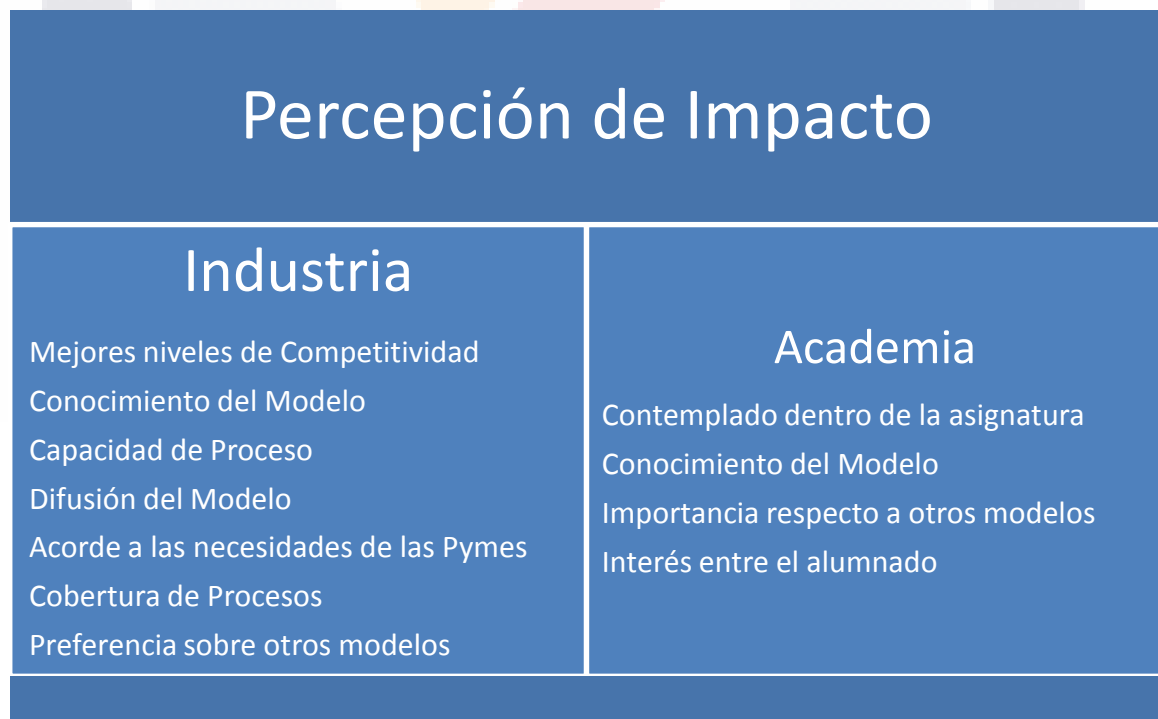 Percepción de Impacto
Industria
Mejores niveles de Competitividad
Conocimiento del Modelo
Capacidad de Proceso
Difusión del Modelo
Acorde a las necesidades de las Pymes
Cobertura de Procesos
Preferencia sobre otros modelos
Academia
Contemplado dentro de la asignatura
Conocimiento del Modelo
Importancia respecto a otros modelos
Interés entre el alumnado